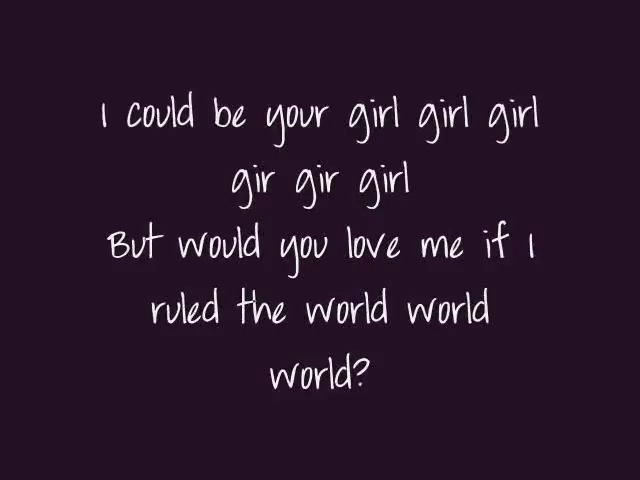 I could be your girl girl girl
gir gir girl
But would you love me if I
ruled the world world
world?